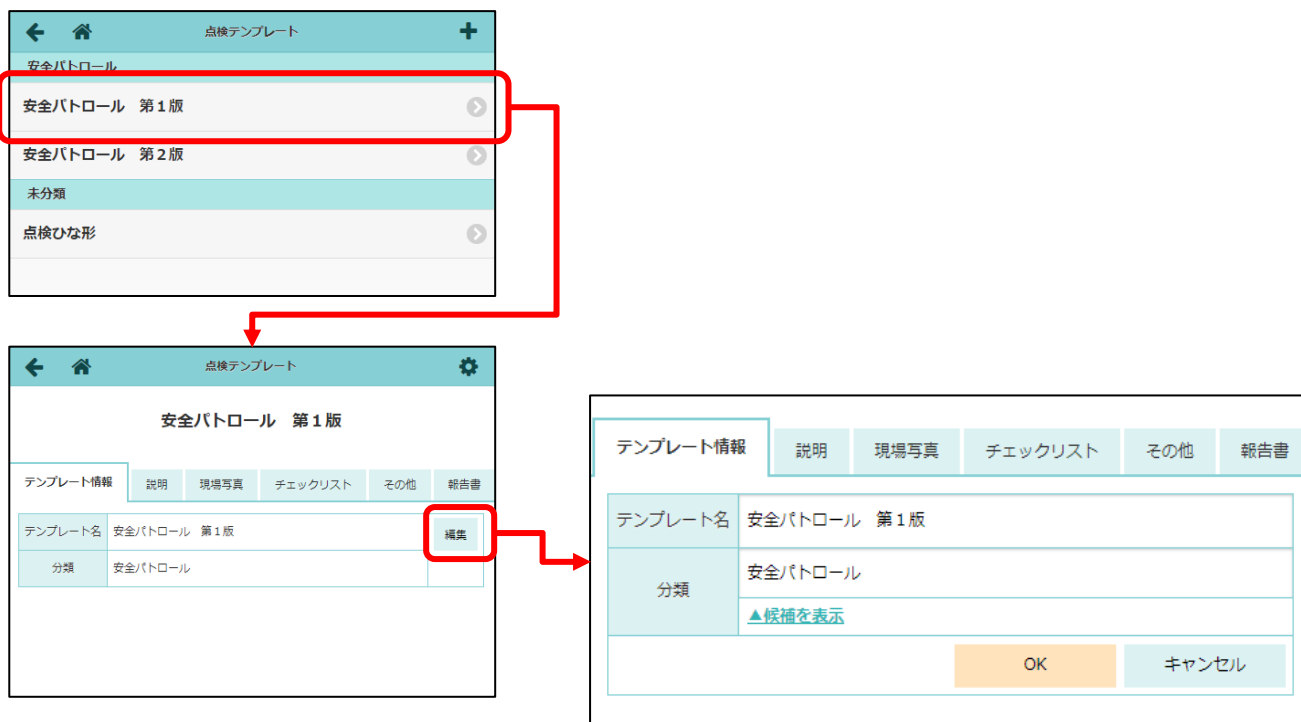 点検テンプレート
安全パトロール
安全パトロール　第１版
安全パトロール　第２版
未分類
点検ひな形
点検テンプレート
安全パトロール　第１版
テンプレート情報 説明 現場写真 チェックリスト その他 報告書
テンプレート名 安全パトロール　第１版 編集
分類 安全パトロール
テンプレート情報 説明 現場写真 チェックリスト その他 報告書
テンプレート名 安全パトロール　第１版
分類 安全パトロール
▲候補を表示
OK キャンセル